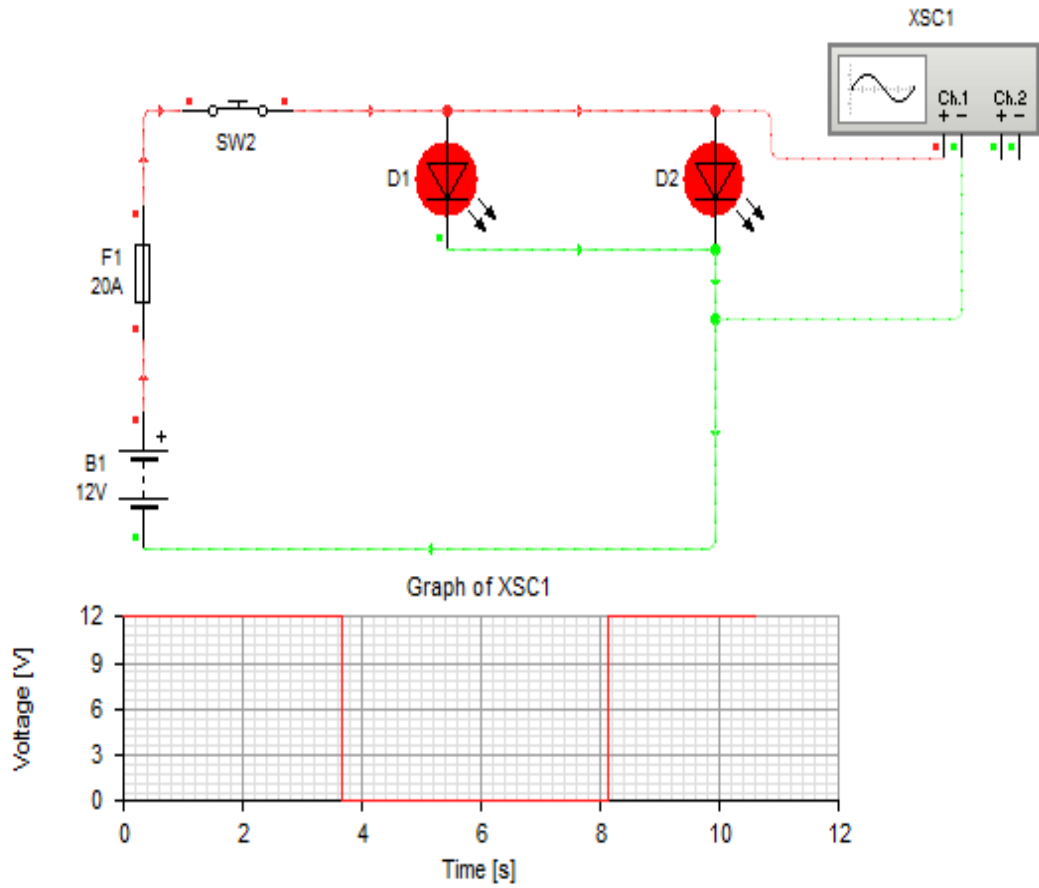 XSC1
Ch.1 Ch.2
+ − + −
SW2
D1
D2
F1
20A
+
B1
12V
Graph of XSC1
Voltage [V]
12
9
6
3
0
0 2 4 6 8 10 12
Time [s]